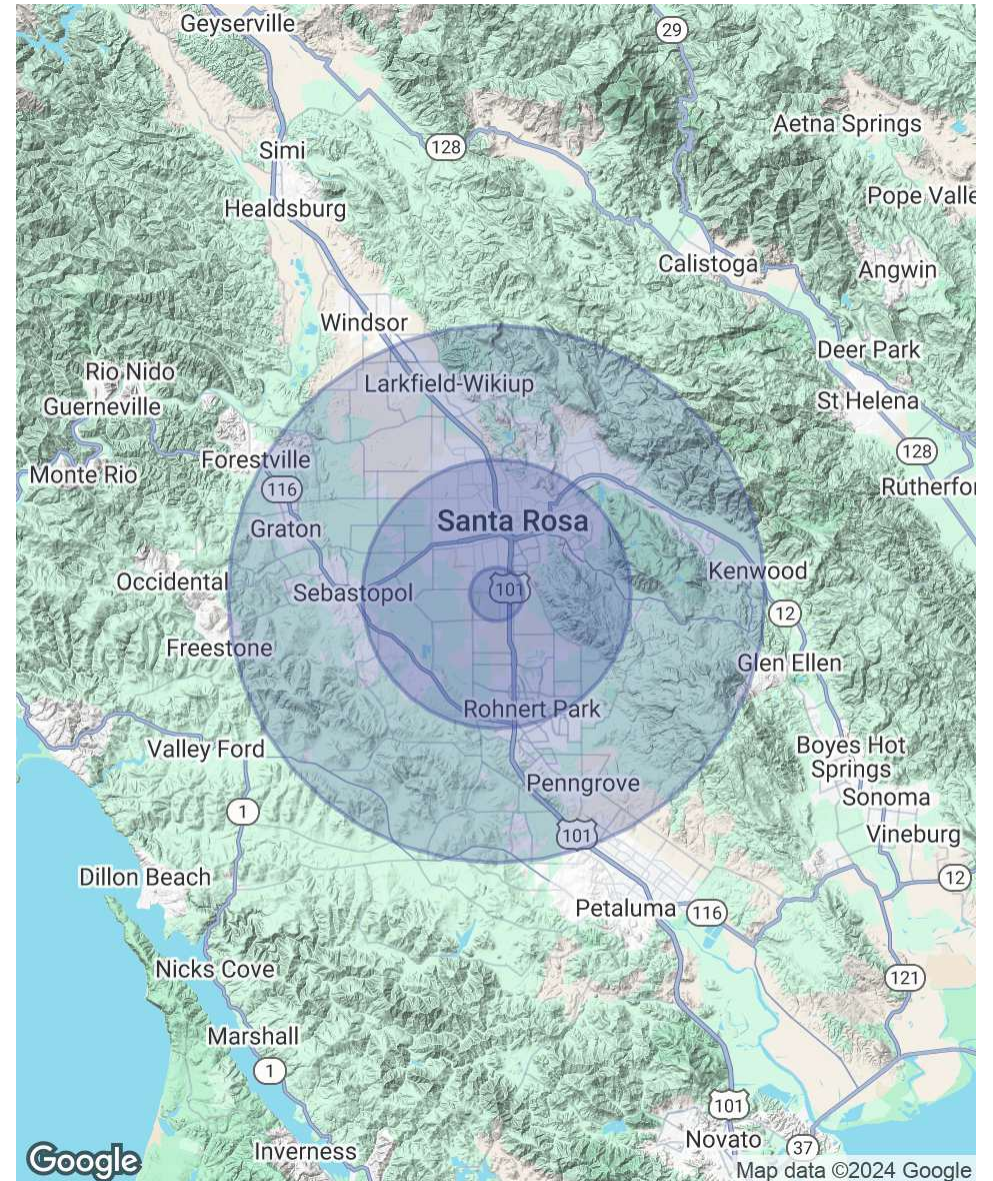 Geyserville
29
Aetna Springs
128
Simi
Pope Valle
Healdsburg
Calistoga
Angwin
Windsor
Deer Park
Rio Nido
Larkfield-Wikiup
St Helena
Guerneville
128
Forestville
Monte Rio
116
Rutherfor
Santa Rosa
Graton
Kenwood
Occidental
Sebastopol
101
12
Freestone
Glen Ellen
Rohnert Park
Valley Ford
Boyes Hot
Springs
Penngrove
Sonoma
1
101
Vineburg
Dillon Beach
12
Petaluma
116
Nicks Cove
121
Marshall
1
101
Novato
37
Inverness
Google
Map data ©2024 Google